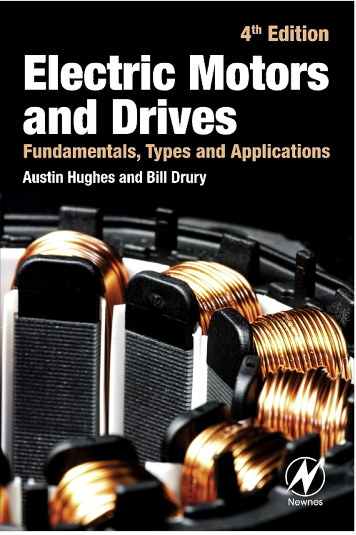 4th Edition
Electric Motors
and Drives
Fundamentals, Types and Applications
Austin Hughes and Bill Drury
N
Newnes